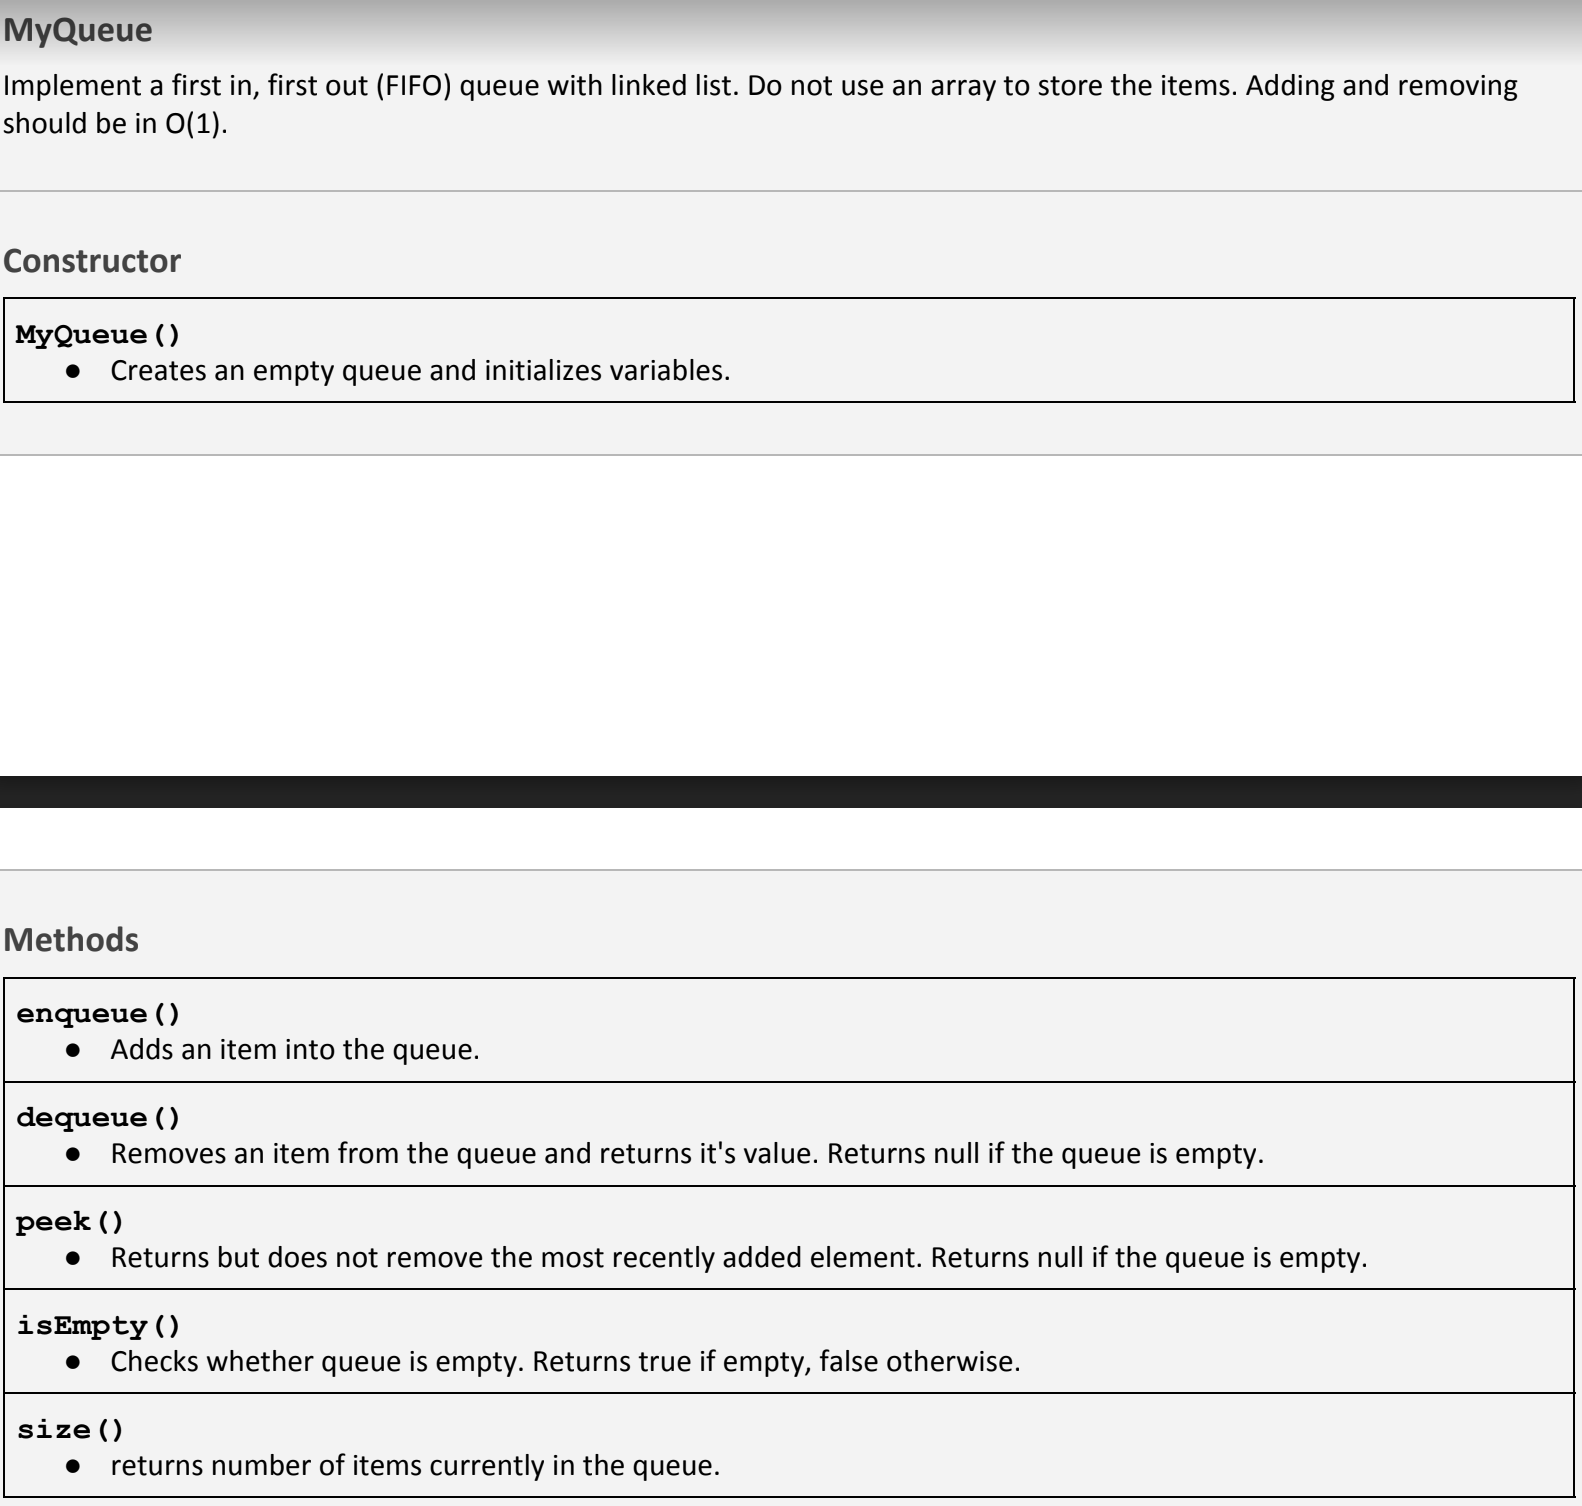 MyQueue
Implement a first in, first out (FIFO) queue with linked list. Do not use an array to store the items. Adding and removing
should be in O(1).
Constructor
MyQueue()
● Creates an empty queue and initializes variables.
Methods
enqueue()
● Adds an item into the queue.
dequeue()
● Removes an item from the queue and returns it's value. Returns null if the queue is empty.
peek()
● Returns but does not remove the most recently added element. Returns null if the queue is empty.
isEmpty()
● Checks whether queue is empty. Returns true if empty, false otherwise.
size()
● returns number of items currently in the queue.